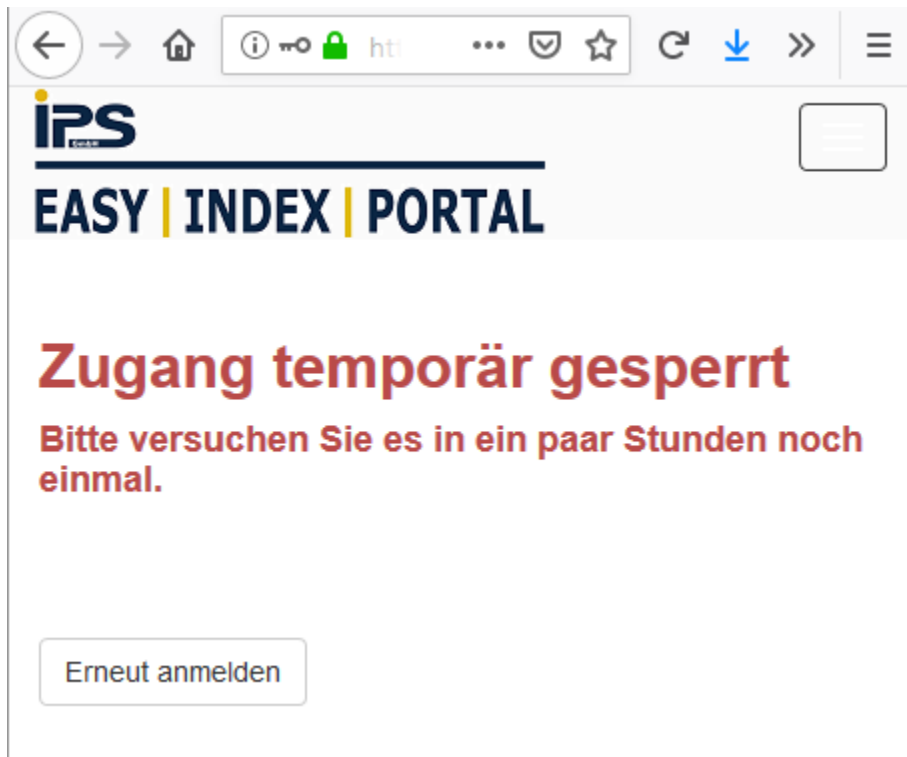 ht
iPS
GmbH
EASY | INDEX | PORTAL
Zugang temporär gesperrt
Bitte versuchen Sie es in ein paar Stunden noch
einmal.
Erneut anmelden